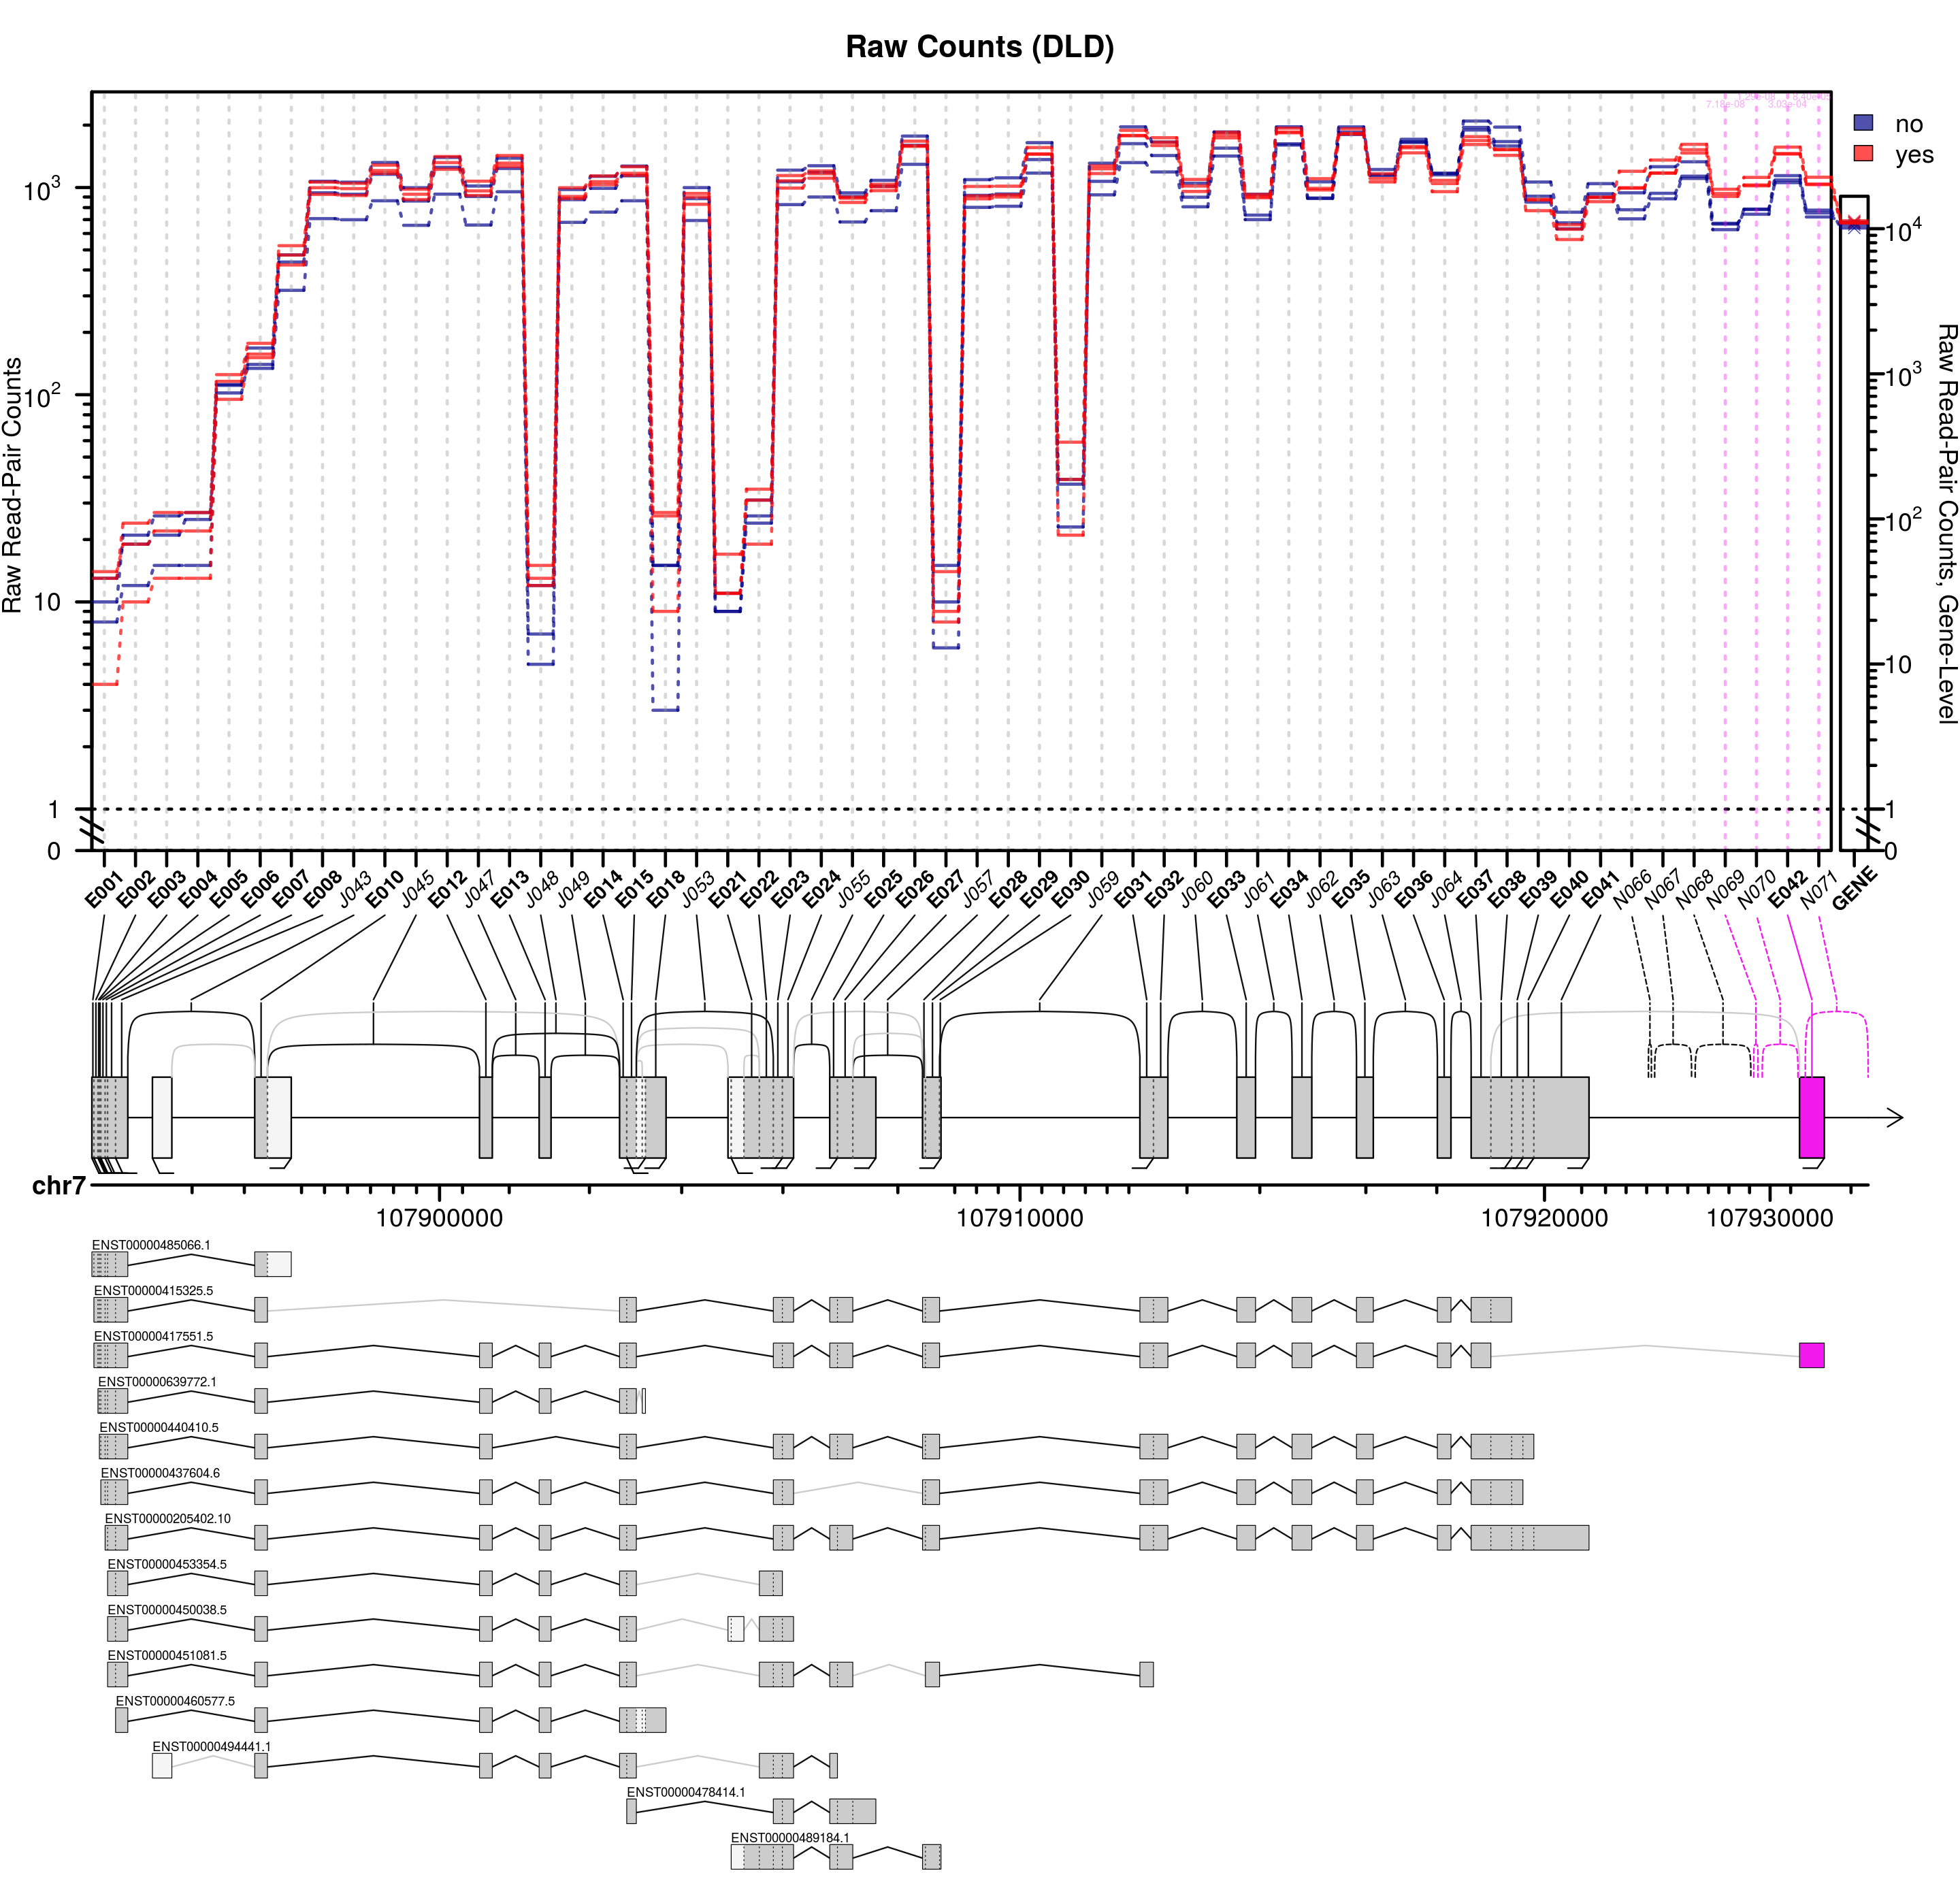 Raw Counts (DLD)
no
yes
7.18e-08
3.03e-04
Raw Read-Pair Counts
10³
10²
10
1
0
10⁴
10³
10²
10
1
0
Raw Read-Pair Counts, Gene-Level
E001 E002 E003 E004 E005 E006 E007 E008 J043 E010 J045 E012 J047 E013 J048 J049 E014 E015 E018 J053 E021 E022 E023 E024 J055 E025 E026 E027 J057 E028 E029 E030 J059 E031 E032 J060 E033 J061 E034 J062 E035 J063 E036 J064 E037 E038 E039 E040 E041 N066 N067 N068 N069 N070 E042 N071 GENE
chr7
107900000 107910000 107920000 107930000
ENST00000485066.1
ENST00000415325.5
ENST00000417551.5
ENST00000639772.1
ENST00000440410.5
ENST00000437604.6
ENST00000205402.10
ENST00000453354.5
ENST00000450038.5
ENST00000451081.5
ENST00000460577.5
ENST00000494441.1
ENST00000478414.1
ENST00000489184.1